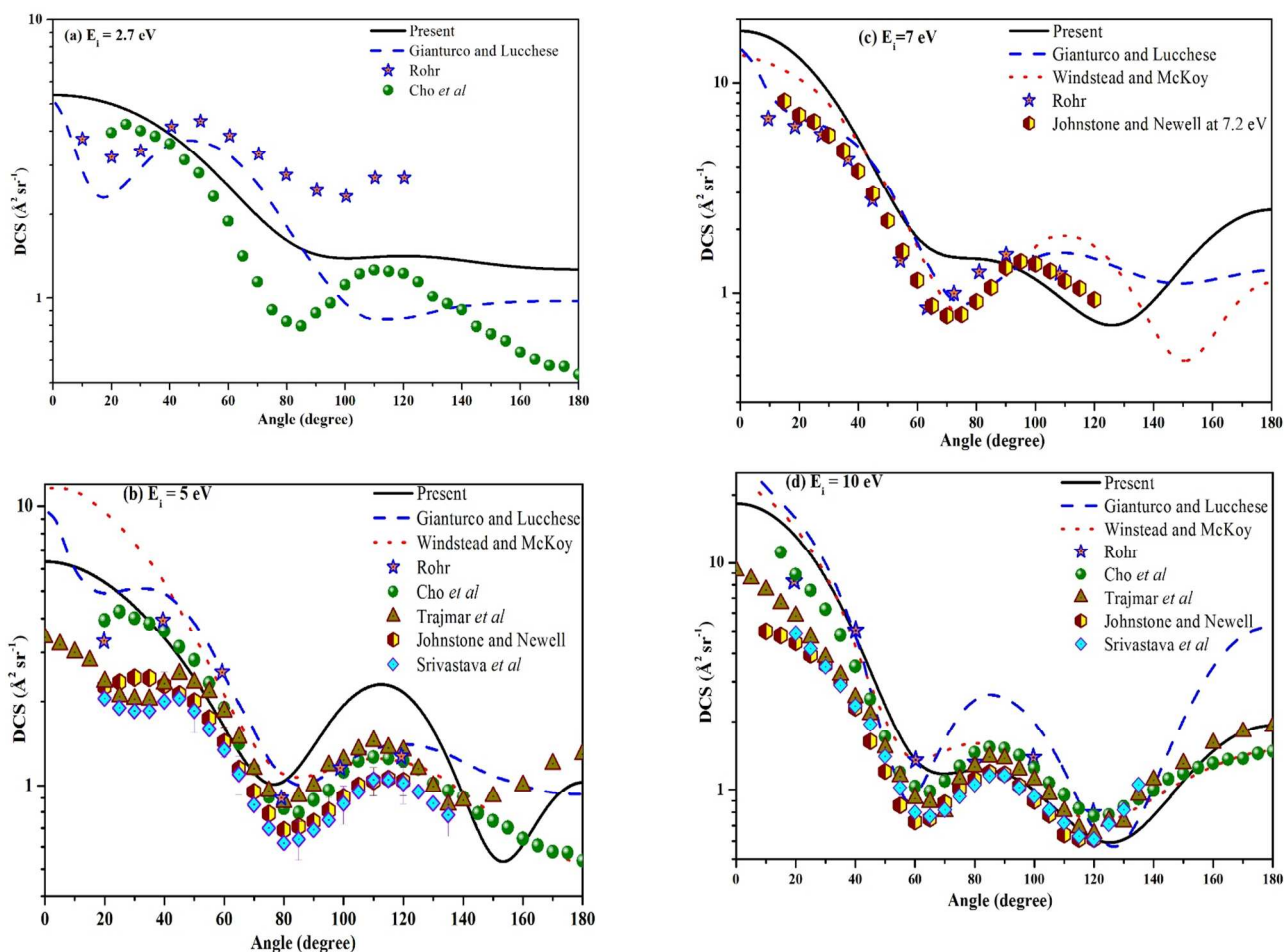 (a) Eᵢ = 2.7 eV
Present
Gianturco and Lucchese
Rohr
Cho et al
10
1
DCS (Å² sr⁻¹)
0 20 40 60 80 100 120 140 160 180
Angle (degree)
(c) Eᵢ=7 eV
Present
Gianturco and Lucchese
Windstead and McKoy
Rohr
Johnstone and Newell at 7.2 eV
10
1
DCS (Å² sr⁻¹)
0 20 40 60 80 100 120 140 160 180
Angle (degree)
(b) Eᵢ = 5 eV
Present
Gianturco and Lucchese
Windstead and McKoy
Rohr
Cho et al
Trajmar et al
Johnstone and Newell
Srivastava et al
10
1
DCS (Å² sr⁻¹)
0 20 40 60 80 100 120 140 160 180
Angle (degree)
(d) Eᵢ = 10 eV
Present
Gianturco and Lucchese
Winstead and McKoy
Rohr
Cho et al
Trajmar et al
Johnstone and Newell
Srivastava et al
10
1
DCS (Å² sr⁻¹)
0 20 40 60 80 100 120 140 160 180
Angle (degree)